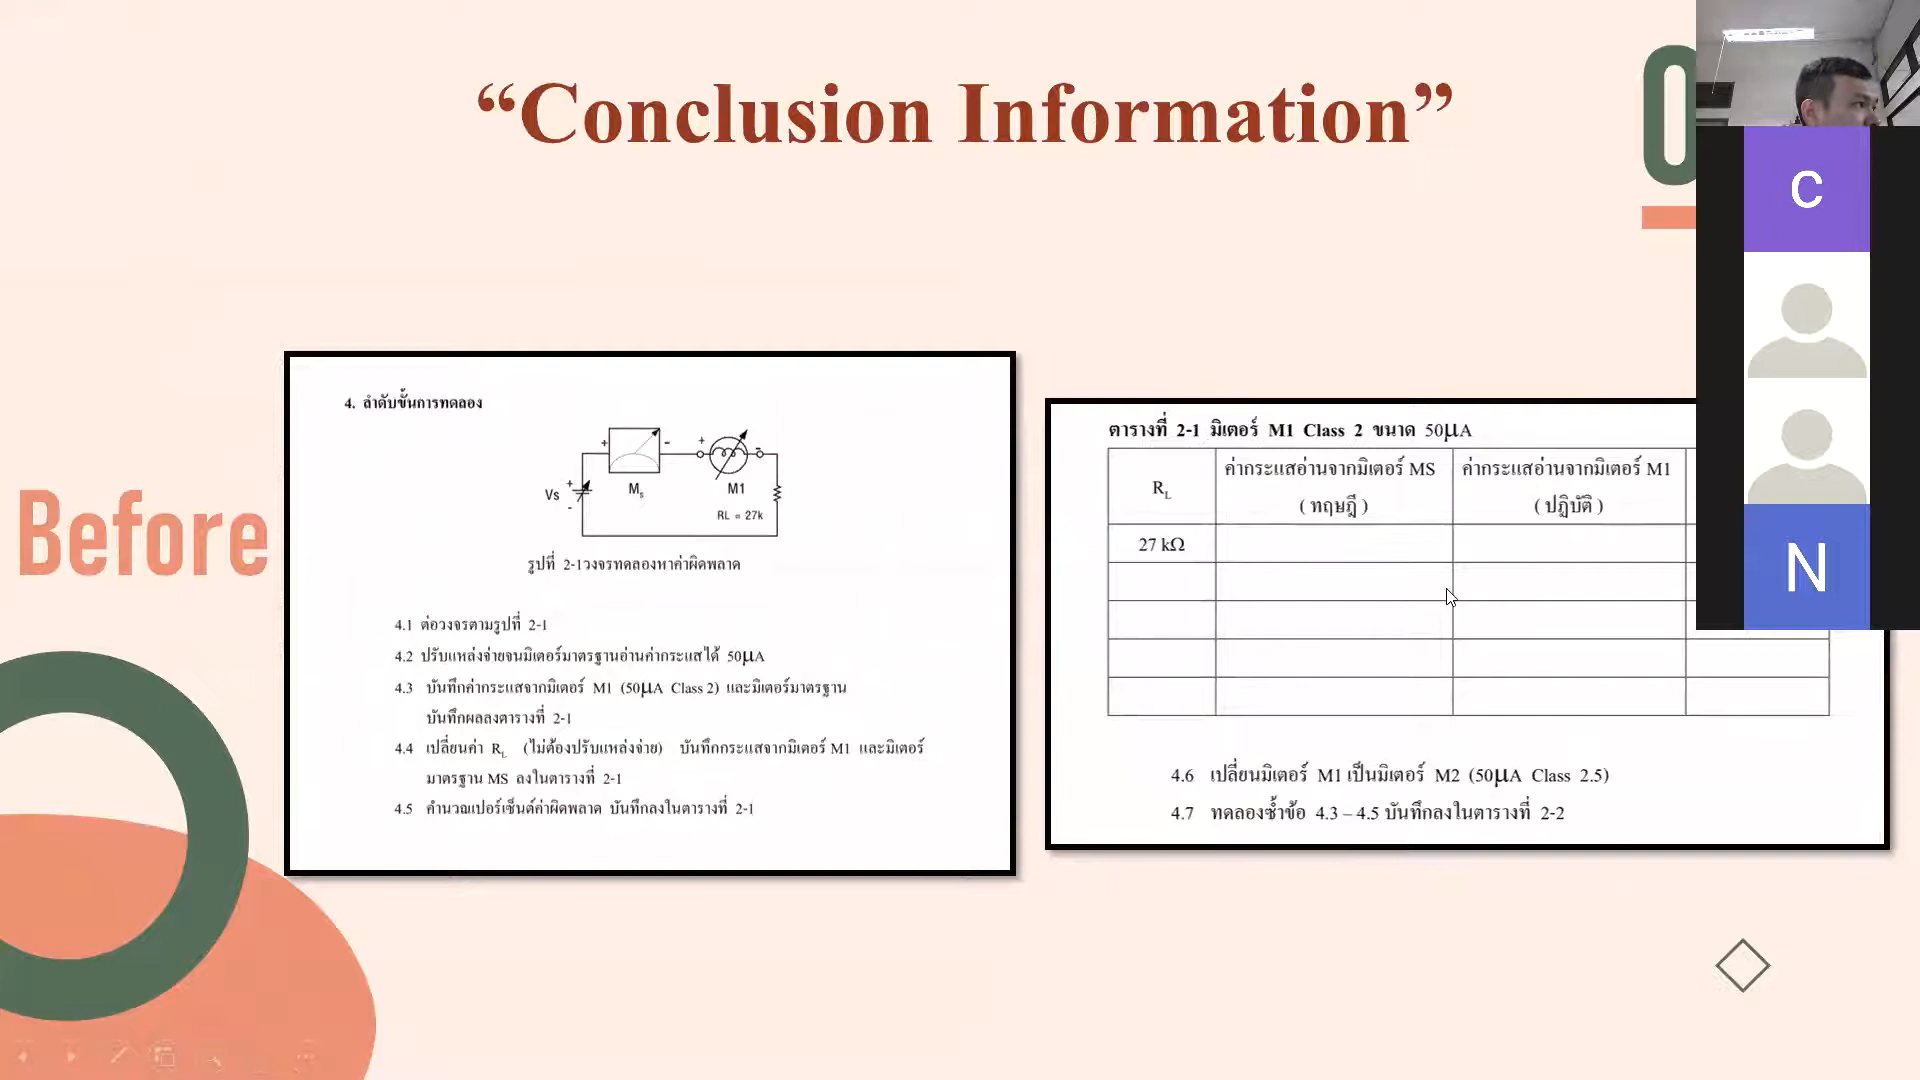 “Conclusion Information”
0
C
N
Before
4. ลำดับขั้นการทดลอง
+
-
+
-
Vs
+
-
Ms
M1
RL = 27k
รูปที่ 2-1วงจรทดลองหาค่าผิดพลาด
4.1 ต่อวงจรตามรูปที่ 2-1
4.2 ปรับแหล่งจ่ายจนมิเตอร์มาตรฐานอ่านค่ากระแสได้ 50µA
4.3 บันทึกค่ากระแสจากมิเตอร์ M1 (50µA Class 2) และมิเตอร์มาตรฐาน
บันทึกผลลงตารางที่ 2-1
4.4 เปลี่ยนค่า RL (ไม่ต้องปรับแหล่งจ่าย) บันทึกกระแสจากมิเตอร์ M1 และมิเตอร์
มาตรฐาน MS ลงในตารางที่ 2-1
4.5 คำนวณเปอร์เซ็นต์ค่าผิดพลาด บันทึกลงในตารางที่ 2-1
ตารางที่ 2-1 มิเตอร์ M1 Class 2 ขนาด 50µA
RL
ค่ากระแสอ่านจากมิเตอร์ MS
( ทฤษฎี )
ค่ากระแสอ่านจากมิเตอร์ M1
( ปฏิบัติ )
27 kΩ
4.6 เปลี่ยนมิเตอร์ M1 เป็นมิเตอร์ M2 (50µA Class 2.5)
4.7 ทดลองซ้ำข้อ 4.3 – 4.5 บันทึกลงในตารางที่ 2-2